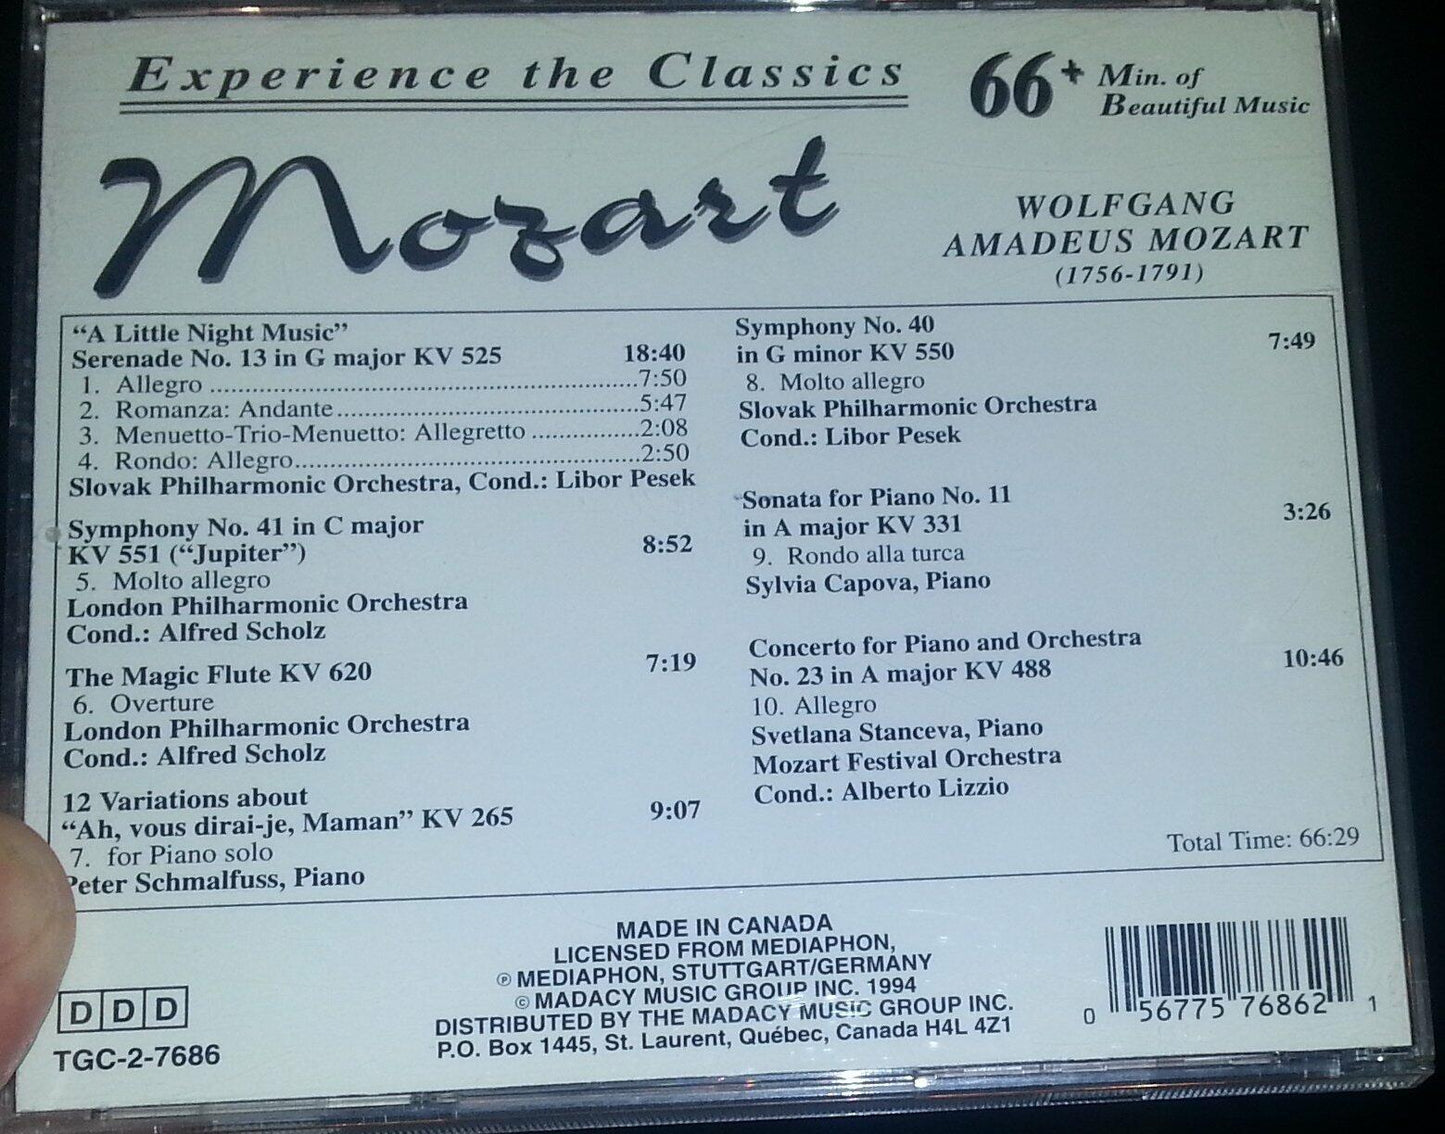 Experience the Classics
66+ Min. of
Beautiful Music
Mozart
WOLFGANG
AMADEUS MOZART
(1756-1791)
“A Little Night Music”
Serenade No. 13 in G major KV 525 18:40
1. Allegro ........................................................7:50
2. Romanza: Andante........................................5:47
3. Menuetto-Trio-Menuetto: Allegretto ................2:08
4. Rondo: Allegro.............................................2:50
Slovak Philharmonic Orchestra, Cond.: Libor Pesek
Symphony No. 41 in C major
KV 551 (“Jupiter”) 8:52
5. Molto allegro
London Philharmonic Orchestra
Cond.: Alfred Scholz
The Magic Flute KV 620 7:19
6. Overture
London Philharmonic Orchestra
Cond.: Alfred Scholz
12 Variations about
“Ah, vous dirai-je, Maman” KV 265 9:07
7. for Piano solo
Peter Schmalfuss, Piano
Symphony No. 40
in G minor KV 550 7:49
8. Molto allegro
Slovak Philharmonic Orchestra
Cond.: Libor Pesek
Sonata for Piano No. 11
in A major KV 331 3:26
9. Rondo alla turca
Sylvia Capova, Piano
Concerto for Piano and Orchestra
No. 23 in A major KV 488 10:46
10. Allegro
Svetlana Stanceva, Piano
Mozart Festival Orchestra
Cond.: Alberto Lizzio
Total Time: 66:29
DDD
TGC-2-7686
MADE IN CANADA
LICENSED FROM MEDIAPHON,
℗ MEDIAPHON, STUTTGART/GERMANY
© MADACY MUSIC GROUP INC. 1994
DISTRIBUTED BY THE MADACY MUSIC GROUP INC.
P.O. Box 1445, St. Laurent, Québec, Canada H4L 4Z1
0 56775 76862 1